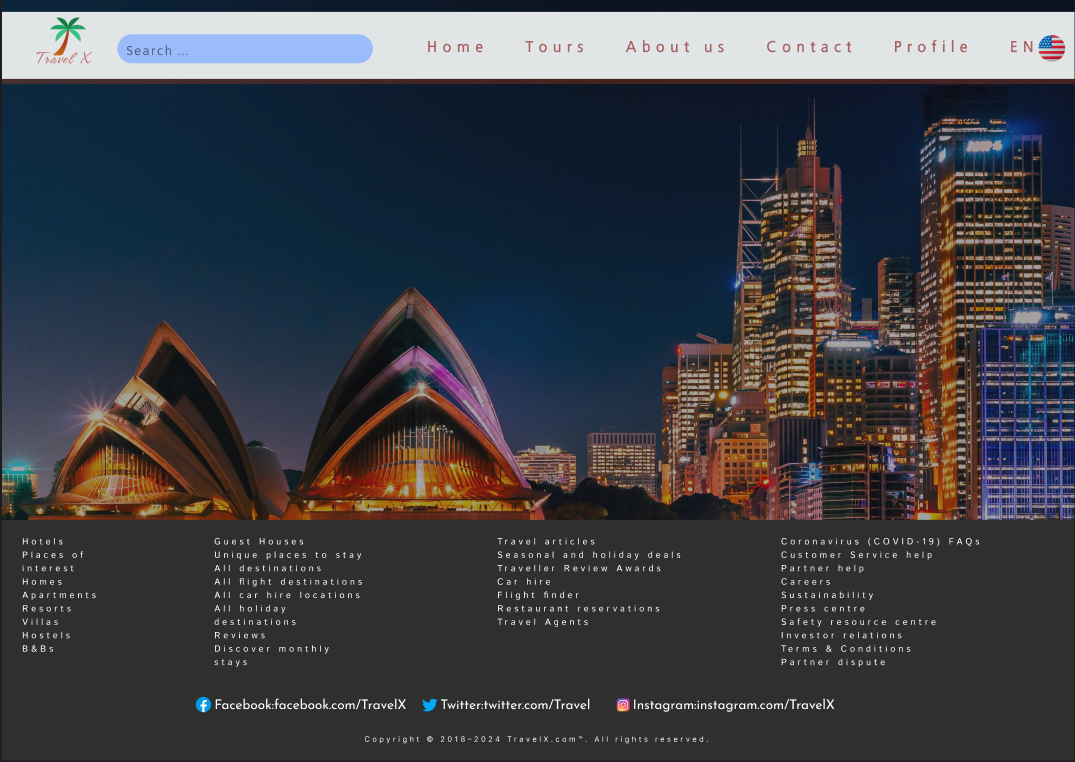 Travel X
Search ...
Home
Tours
About us
Contact
Profile
EN
Hotels
Places of
interest
Homes
Apartments
Resorts
Villas
Hostels
B&Bs
Guest Houses
Unique places to stay
All destinations
All flight destinations
All car hire locations
All holiday
destinations
Reviews
Discover monthly
stays
Travel articles
Seasonal and holiday deals
Traveller Review Awards
Car hire
Flight finder
Restaurant reservations
Travel Agents
Coronavirus (COVID-19) FAQs
Customer Service help
Partner help
Careers
Sustainability
Press centre
Safety resource centre
Investor relations
Terms & Conditions
Partner dispute
Facebook:facebook.com/TravelX
Twitter:twitter.com/Travel
Instagram:instagram.com/TravelX
Copyright © 2018–2024 TravelX.com™. All rights reserved.